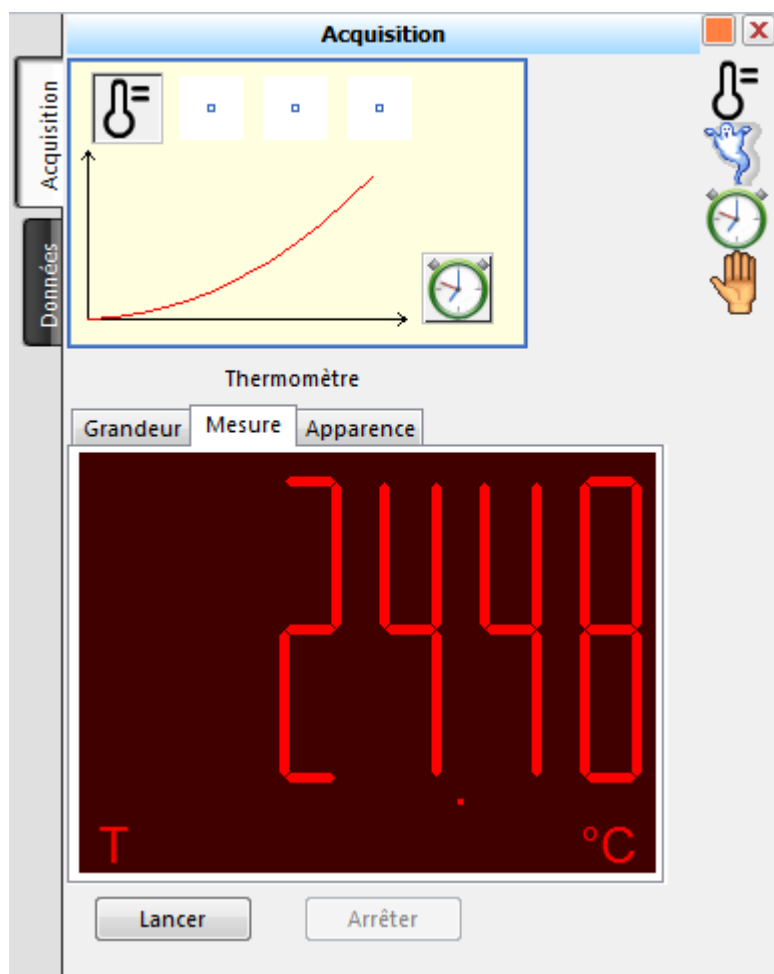 Acquisition
Acquisition
Données
Thermomètre
Grandeur Mesure Apparence
24.48
T °C
Lancer Arrêter